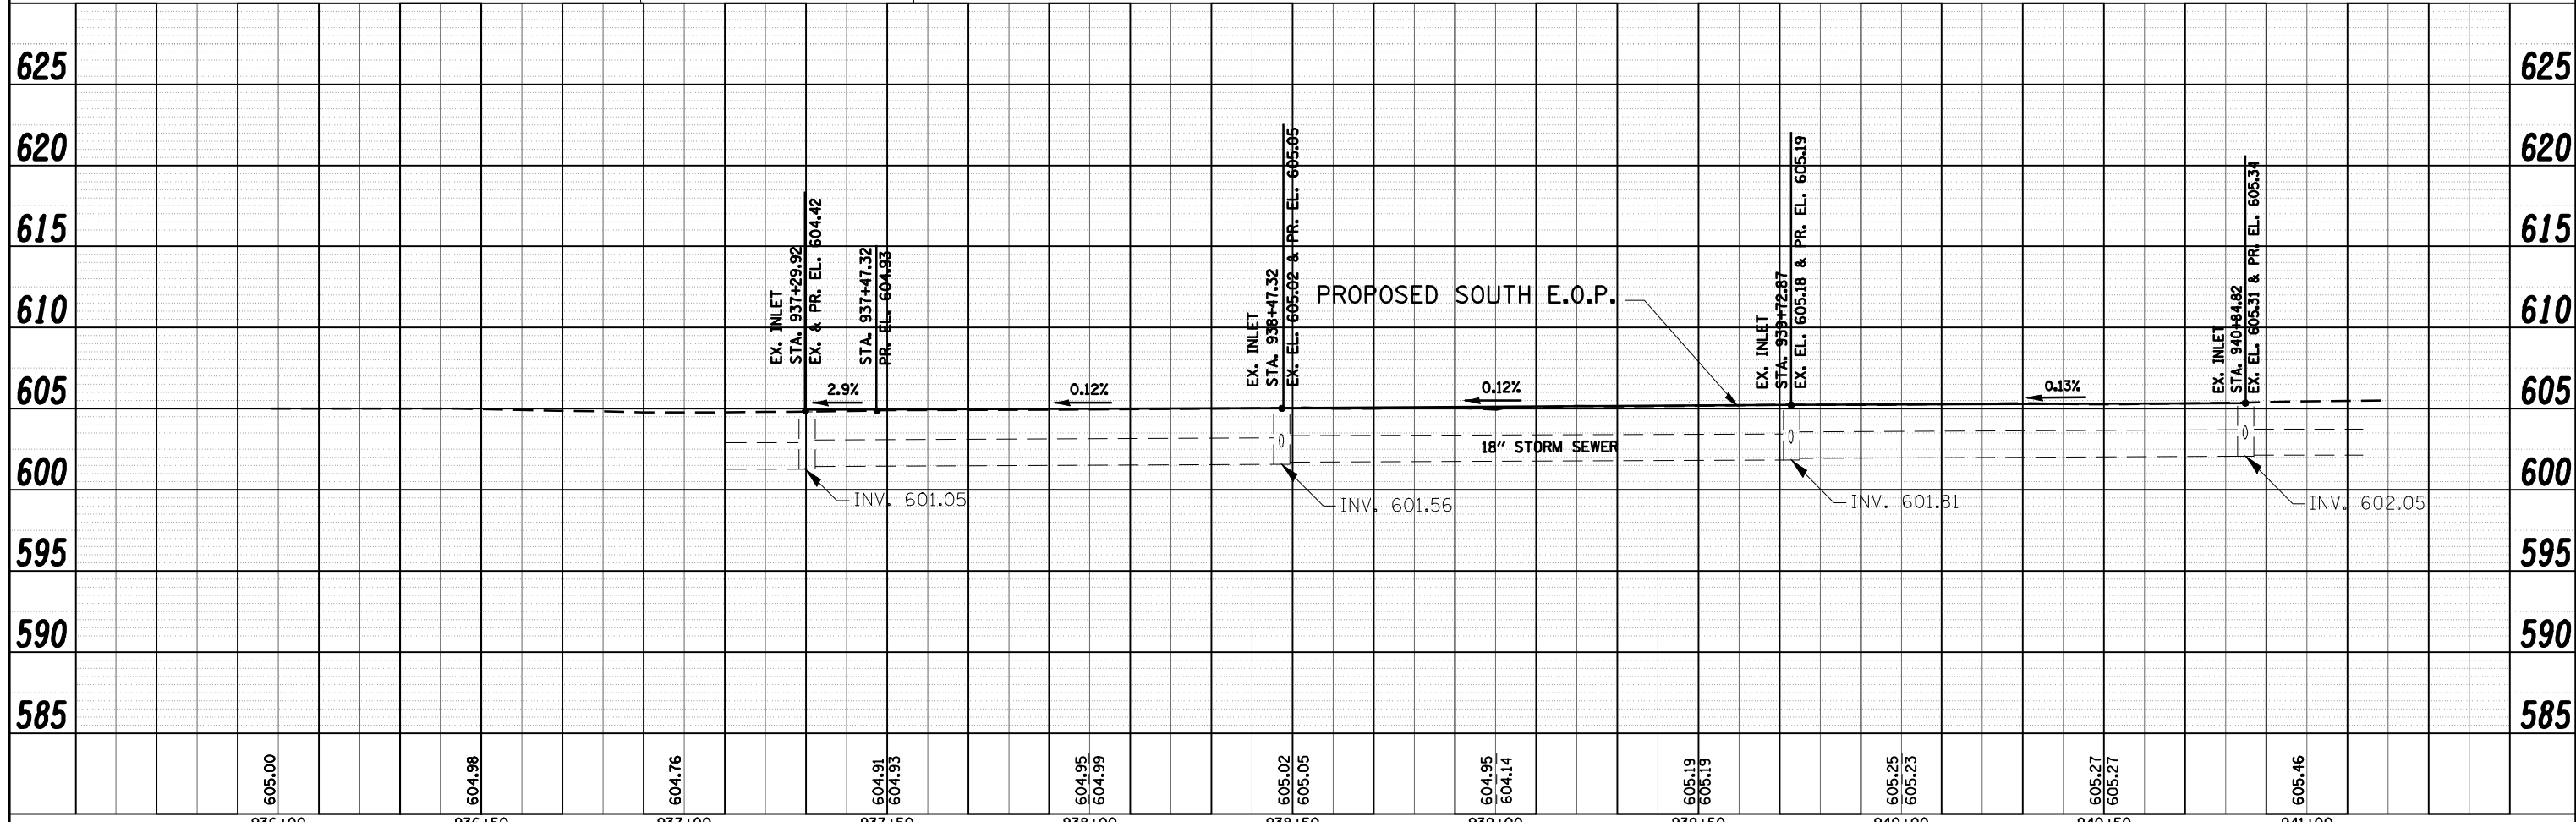 625 625
620 620
615 615
610 610
605 605
600 600
595 595
590 590
585 585
EX. INLET
STA. 937+29.92
EX. & PR. EL. 604.42
STA. 937+47.32
PR. EL. 604.93
EX. INLET
STA. 938+47.32
EX. EL. 605.02 & PR. EL. 605.05
PROPOSED SOUTH E.O.P.
EX. INLET
STA. 939+72.87
EX. EL. 605.18 & PR. EL. 605.19
EX. INLET
STA. 940+84.82
EX. EL. 605.31 & PR. EL. 605.34
2.9%
0.12%
0.12%
0.13%
18" STORM SEWER
INV. 601.05
INV. 601.56
INV. 601.81
INV. 602.05
605.00
604.98
604.76
604.91
604.93
604.95
604.99
605.02
605.05
604.95
604.14
605.19
605.19
605.25
605.23
605.27
605.27
605.46